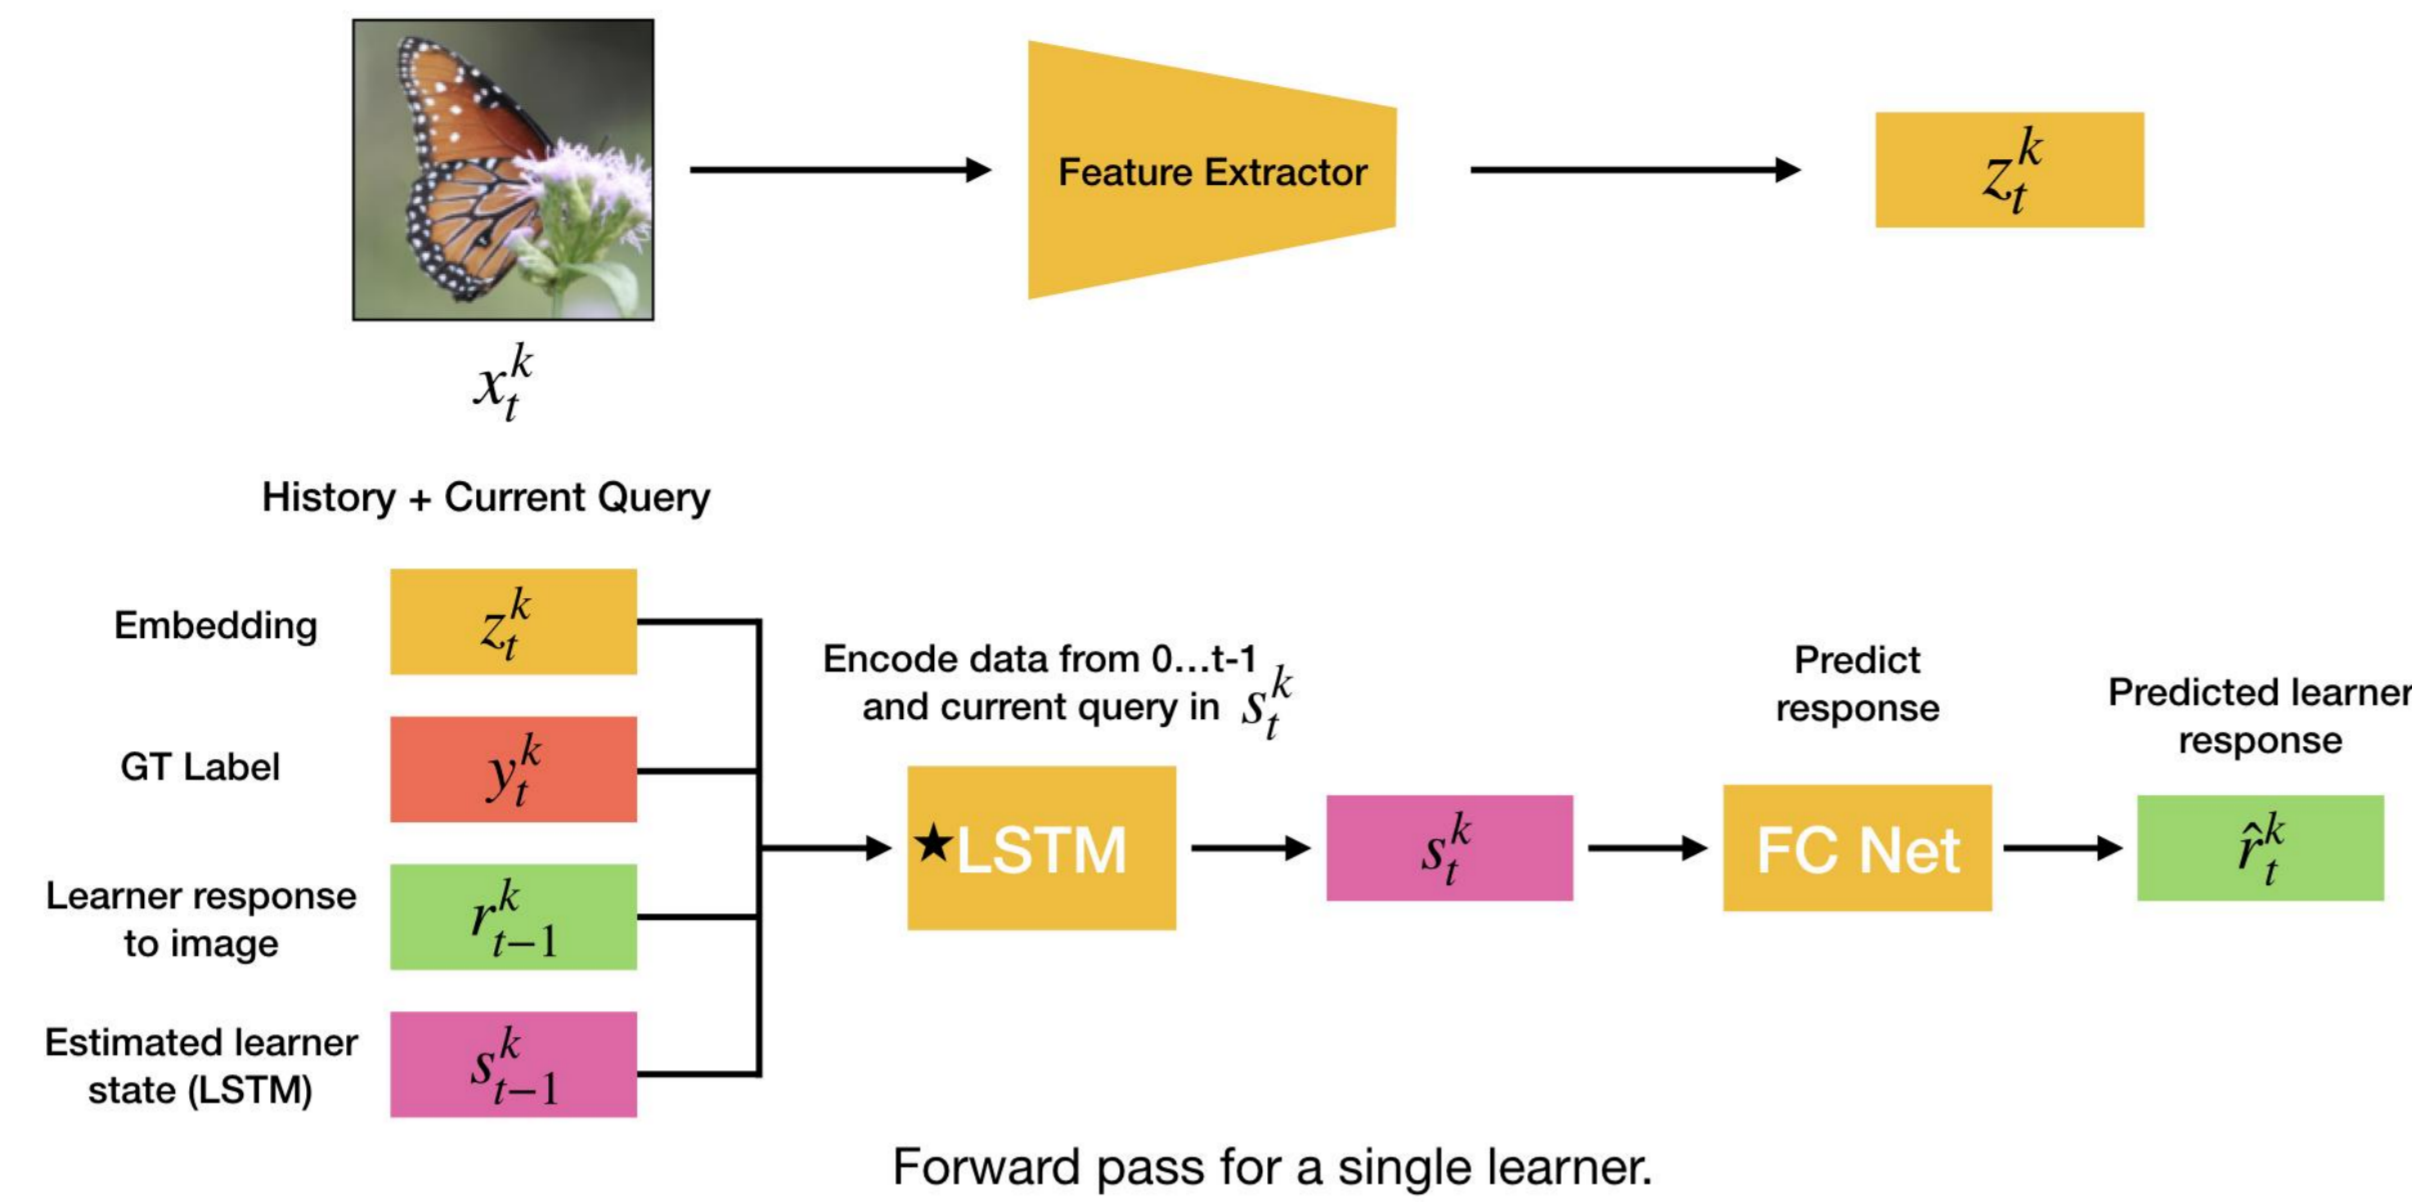 Feature Extractor
z_t^k
x_t^k
History + Current Query
Embedding
z_t^k
GT Label
y_t^k
Learner response
to image
r_{t-1}^k
Estimated learner
state (LSTM)
s_{t-1}^k
Encode data from 0...t-1
and current query in s_t^k
★LSTM
s_t^k
Predict
response
FC Net
Predicted learner
response
r̂_t^k
Forward pass for a single learner.